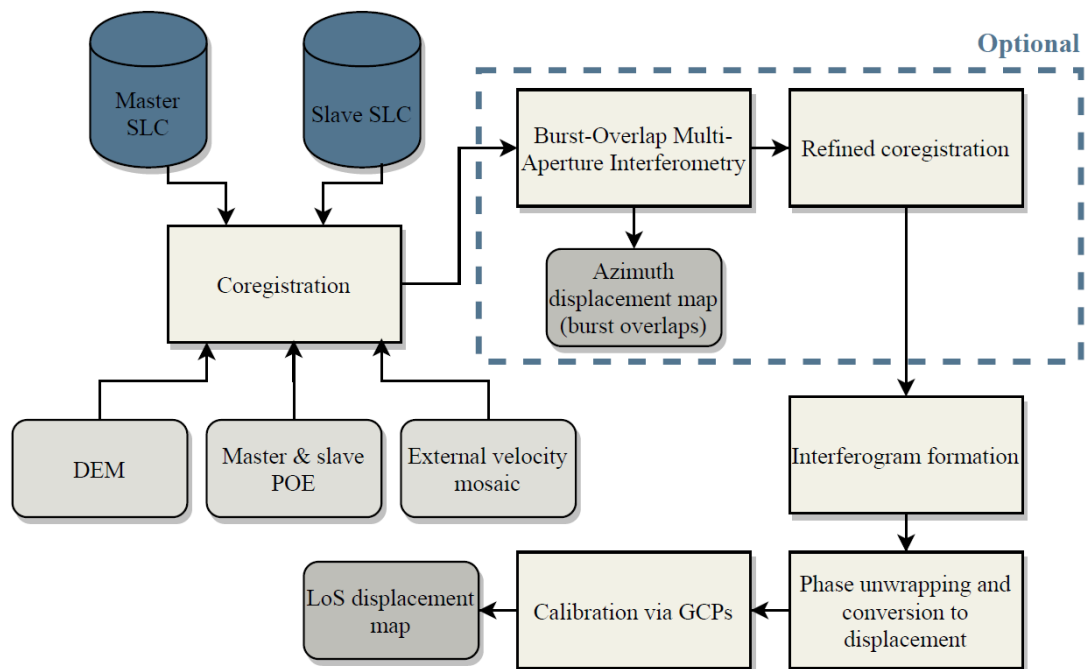 Optional
Master
SLC
Slave SLC
Burst-Overlap Multi-
Aperture Interferometry
Refined coregistration
Coregistration
Azimuth
displacement map
(burst overlaps)
DEM
Master & slave
POE
External velocity
mosaic
Interferogram formation
LoS displacement
map
Calibration via GCPs
Phase unwrapping and
conversion to
displacement